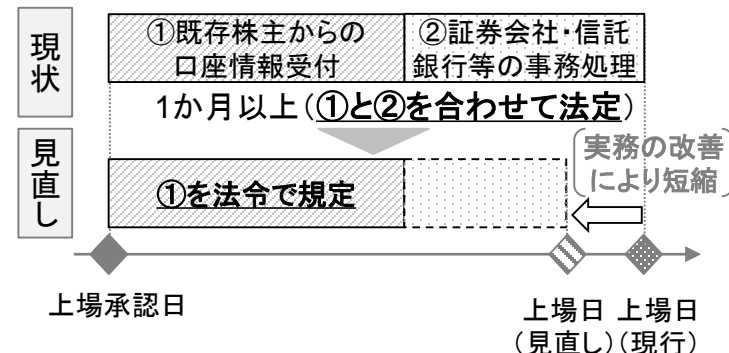 現状
①既存株主からの
口座情報受付
②証券会社・信託
銀行等の事務処理
1か月以上(①と②を合わせて法定)
見直し
①を法令で規定
実務の改善
により短縮
上場承認日
上場日
(見直し)
上場日
(現行)